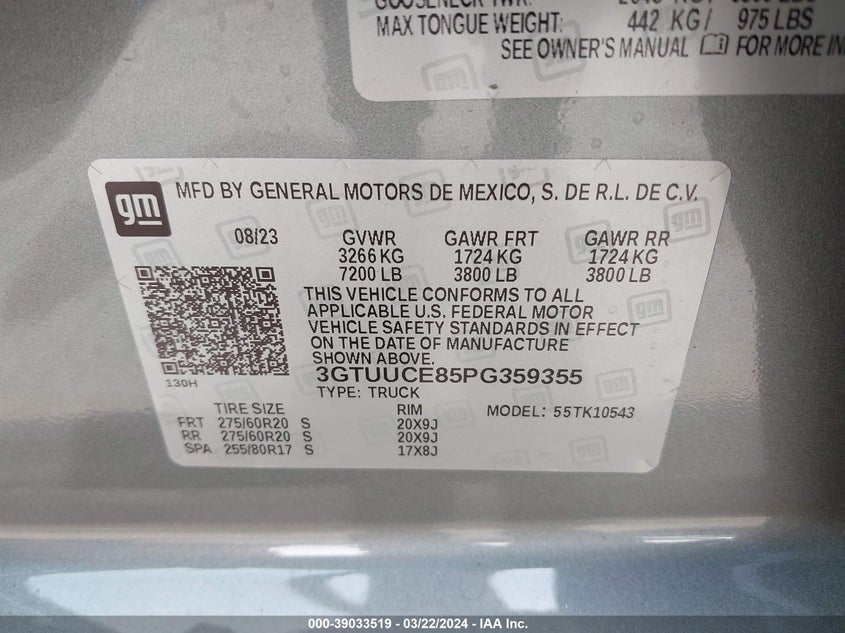 MAX TONGUE WEIGHT: 442 KG/ 975 LBS
SEE OWNER'S MANUAL FOR MORE IN
gm
MFD BY GENERAL MOTORS DE MEXICO, S. DE R.L. DE C.V.
08/23 GVWR GAWR FRT GAWR RR
3266 KG 1724 KG 1724 KG
7200 LB 3800 LB 3800 LB
THIS VEHICLE CONFORMS TO ALL
APPLICABLE U.S. FEDERAL MOTOR
VEHICLE SAFETY STANDARDS IN EFFECT
ON THE DATE OF MANUFACTURE
SHOWN ABOVE.
130H
3GTUUCE85PG359355
TYPE: TRUCK
TIRE SIZE RIM MODEL: 55TK10543
FRT 275/60R20 S 20X9J
RR 275/60R20 S 20X9J
SPA 255/80R17 S 17X8J
000-39033519 - 03/22/2024 - IAA Inc.